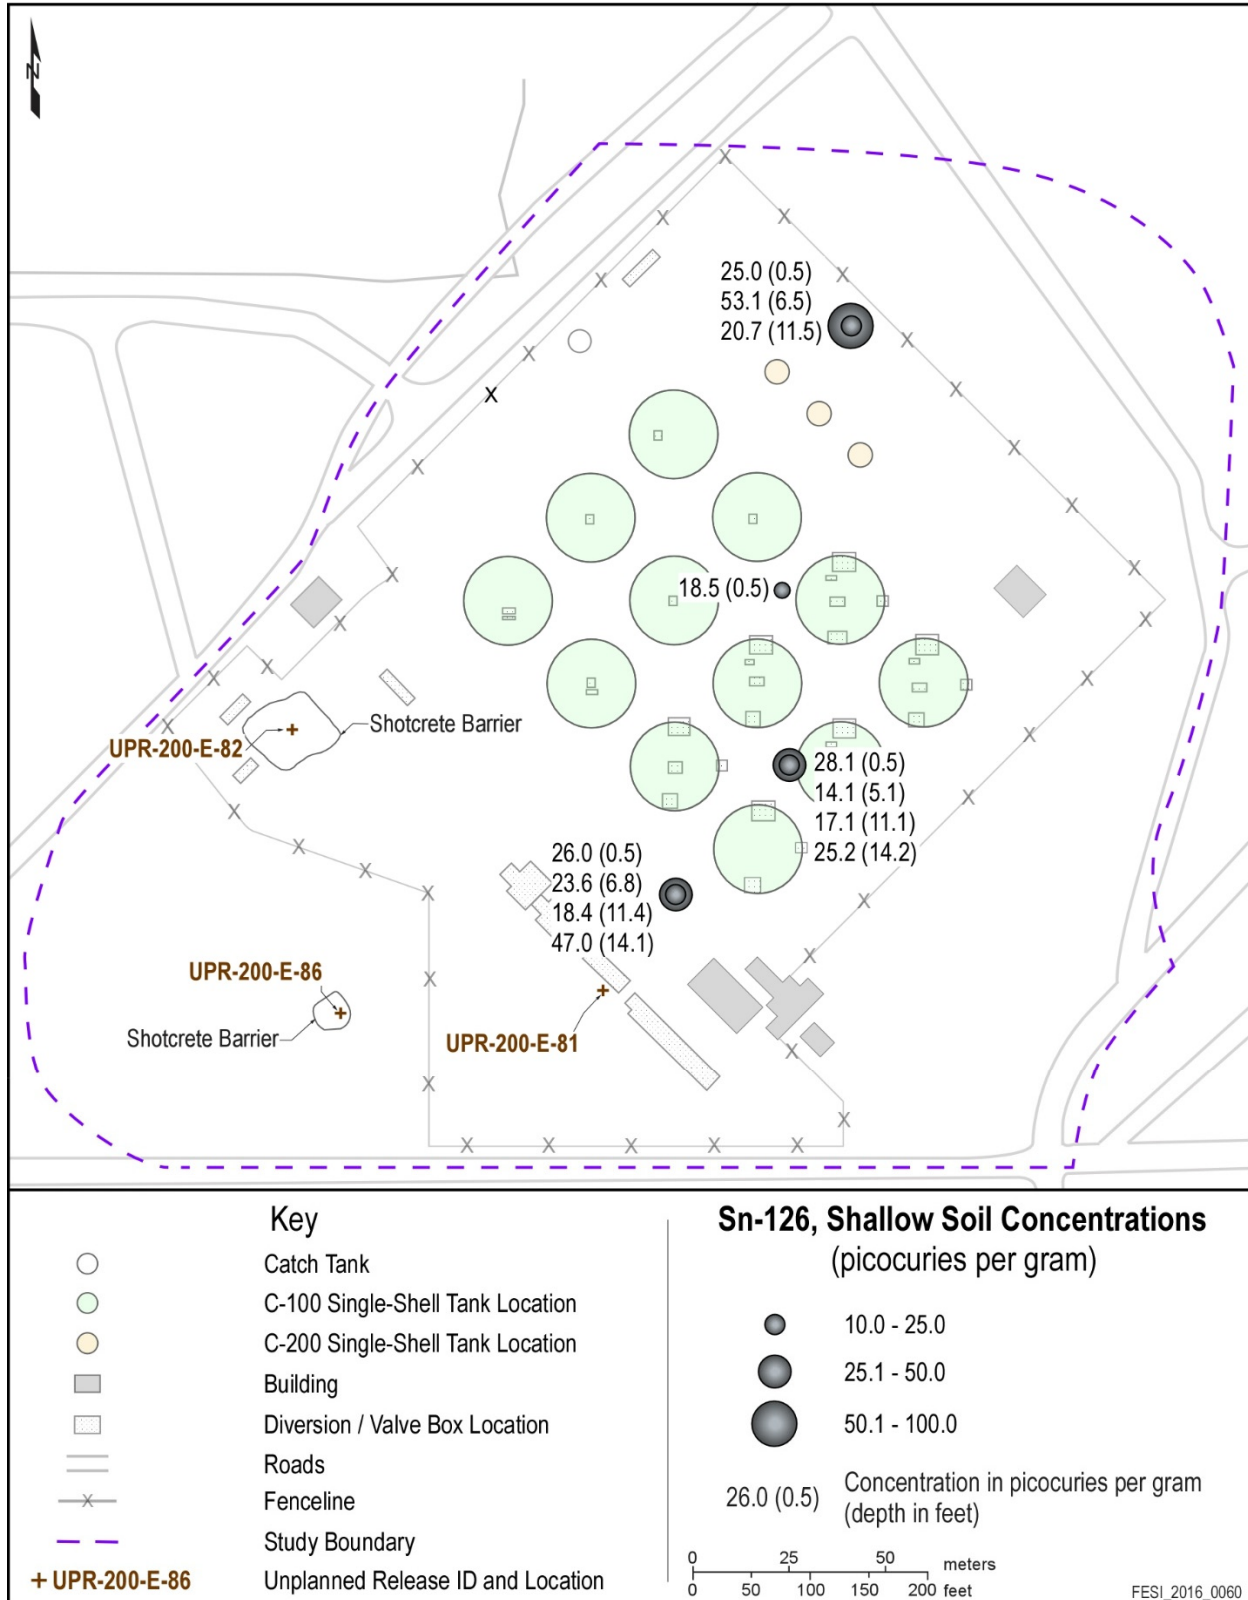 N
25.0 (0.5)
53.1 (6.5)
20.7 (11.5)
18.5 (0.5)
Shotcrete Barrier
UPR-200-E-82
28.1 (0.5)
14.1 (5.1)
17.1 (11.1)
25.2 (14.2)
26.0 (0.5)
23.6 (6.8)
18.4 (11.4)
47.0 (14.1)
UPR-200-E-86
Shotcrete Barrier
UPR-200-E-81
Key
Catch Tank
C-100 Single-Shell Tank Location
C-200 Single-Shell Tank Location
Building
Diversion / Valve Box Location
Roads
X Fenceline
Study Boundary
+ UPR-200-E-86 Unplanned Release ID and Location
Sn-126, Shallow Soil Concentrations
(picocuries per gram)
10.0 - 25.0
25.1 - 50.0
50.1 - 100.0
26.0 (0.5) Concentration in picocuries per gram
(depth in feet)
0 25 50 meters
0 50 100 150 200 feet
FESI_2016_0060